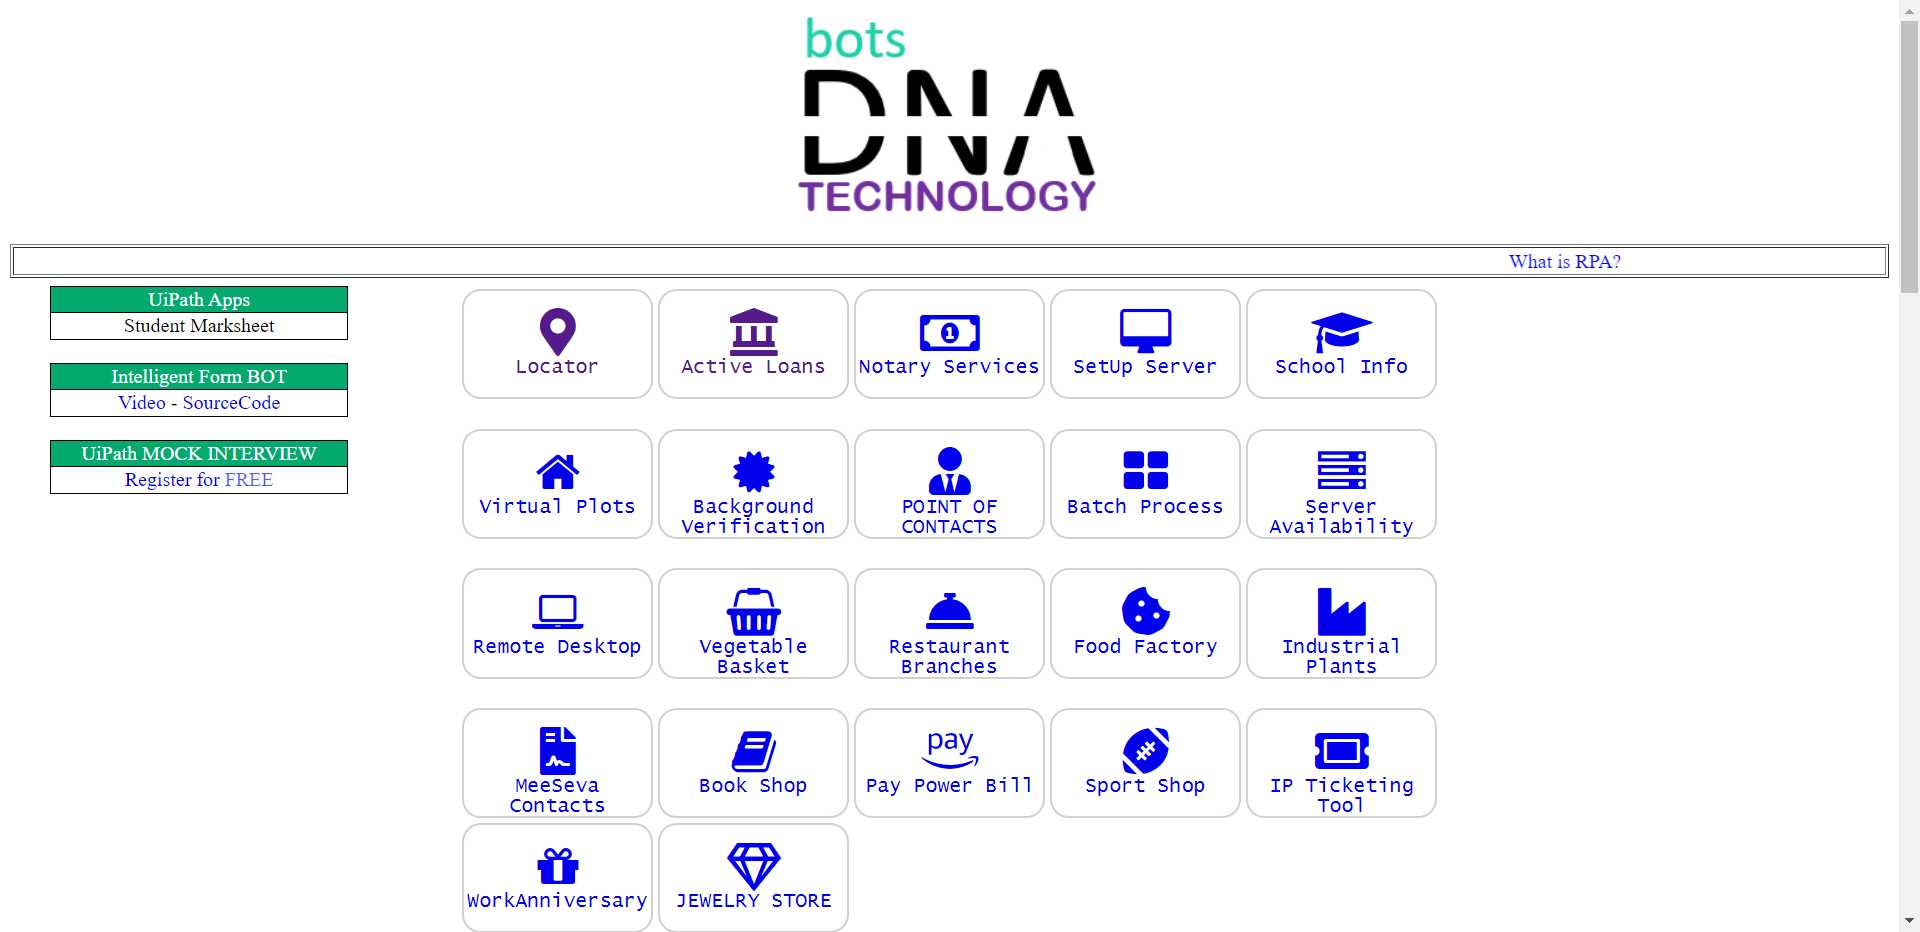 bots
DNA
TECHNOLOGY
What is RPA?
UiPath Apps
Student Marksheet
Intelligent Form BOT
Video - SourceCode
UiPath MOCK INTERVIEW
Register for FREE
Locator
Active Loans
Notary Services
SetUp Server
School Info
Virtual Plots
Background
Verification
POINT OF
CONTACTS
Batch Process
Server
Availability
Remote Desktop
Vegetable
Basket
Restaurant
Branches
Food Factory
Industrial
Plants
MeeSeva
Contacts
Book Shop
pay
Pay Power Bill
Sport Shop
IP Ticketing
Tool
WorkAnniversary
JEWELRY STORE